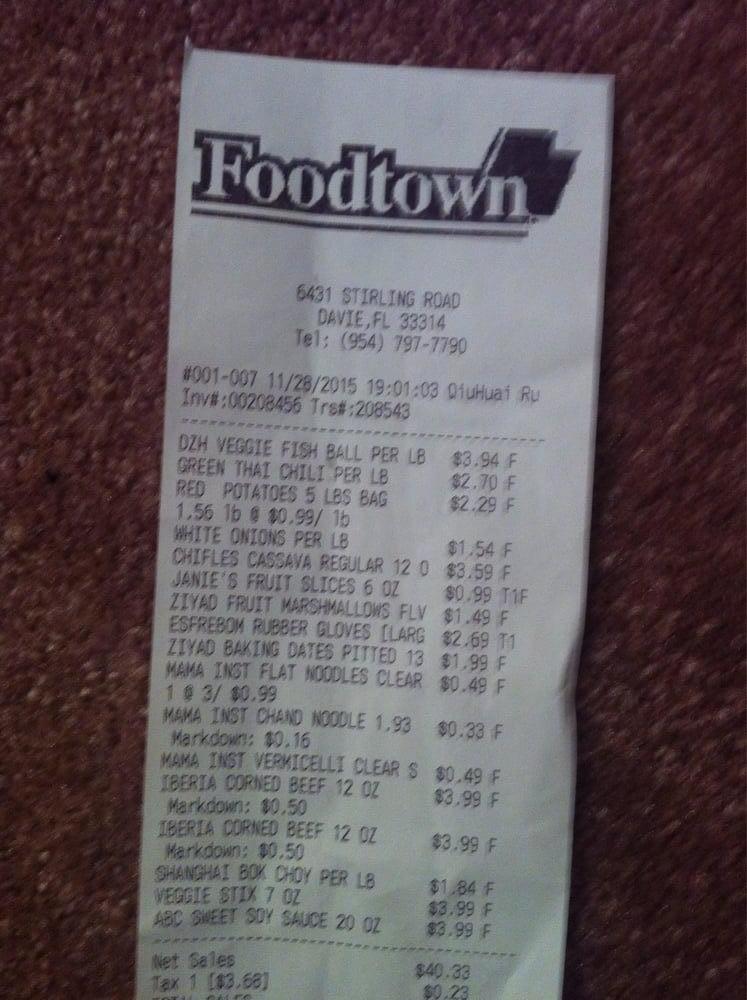 Foodtown
6431 STIRLING ROAD
DAVIE,FL 33314
Tel: (954) 797-7790
#001-007 11/28/2015 19:01:03 QiuHuai Ru
Inv#:00208456 Trs#:208543
DZH VEGGIE FISH BALL PER LB $3.94 F
GREEN THAI CHILI PER LB $2.70 F
RED POTATOES 5 LBS BAG $2.29 F
1.56 lb @ $0.99/ lb
WHITE ONIONS PER LB $1.54 F
CHIFLES CASSAVA REGULAR 12 O $3.59 F
JANIE'S FRUIT SLICES 6 OZ $0.99 T1F
ZIYAD FRUIT MARSHMALLOWS FLV $1.49 F
ESFREBOM RUBBER GLOVES [LARG $2.69 T1
ZIYAD BAKING DATES PITTED 13 $1.99 F
MAMA INST FLAT NOODLES CLEAR $0.49 F
1 @ 3/ $0.99
MAMA INST CHAND NOODLE 1.93 $0.33 F
Markdown: $0.16
MAMA INST VERMICELLI CLEAR S $0.49 F
IBERIA CORNED BEEF 12 OZ $3.99 F
Markdown: $0.50
IBERIA CORNED BEEF 12 OZ $3.99 F
Markdown: $0.50
SHANGHAI BOK CHOY PER LB $1.84 F
VEGGIE STIX 7 OZ $3.99 F
ABC SWEET SOY SAUCE 20 OZ $3.99 F
Net Sales $40.33
Tax 1 [$3.68] $0.23